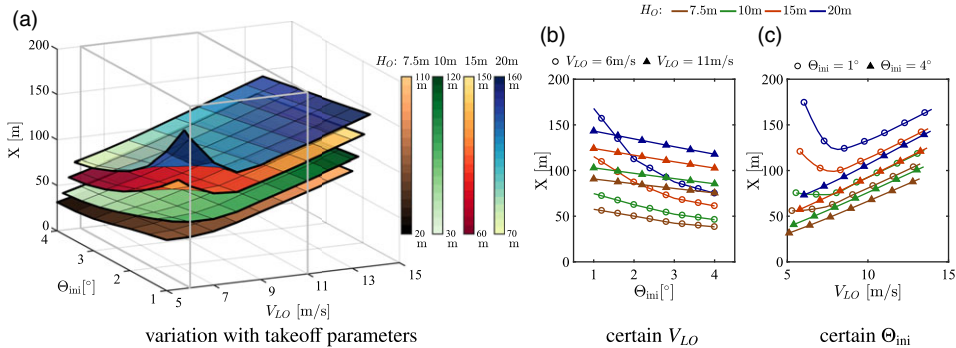 (a)
X [m]
200
150
100
50
0
4
3
2
1
Θini[°]
5
7
9
11
13
15
VLO [m/s]
HO: 7.5m 10m 15m 20m
110 m
130 m
120 m
160 m
20 m
30 m
60 m
70 m
variation with takeoff parameters
HO: 7.5m 10m 15m 20m
(b)
VLO = 6m/s VLO = 11m/s
X [m]
200
150
100
50
0
1
2
3
4
Θini[°]
certain VLO
(c)
Θini = 1° Θini = 4°
X [m]
200
150
100
50
0
5
10
15
VLO [m/s]
certain Θini